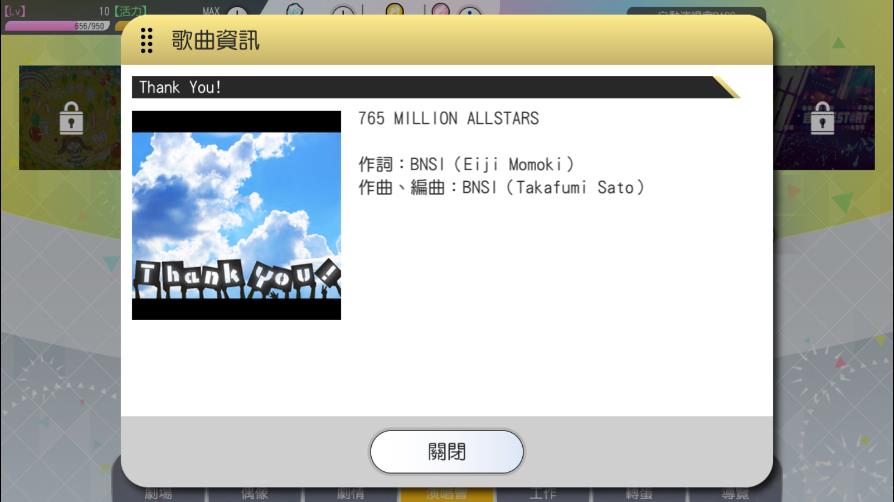 【Lv】 10【活力】 MAX
656/950
歌曲資訊
Thank You!
765 MILLION ALLSTARS
作詞：BNSI（Eiji Momoki）
作曲、編曲：BNSI（Takafumi Sato）
Thank You!
關閉
劇場 偶像 劇情 演唱會 工作 轉蛋 導覽